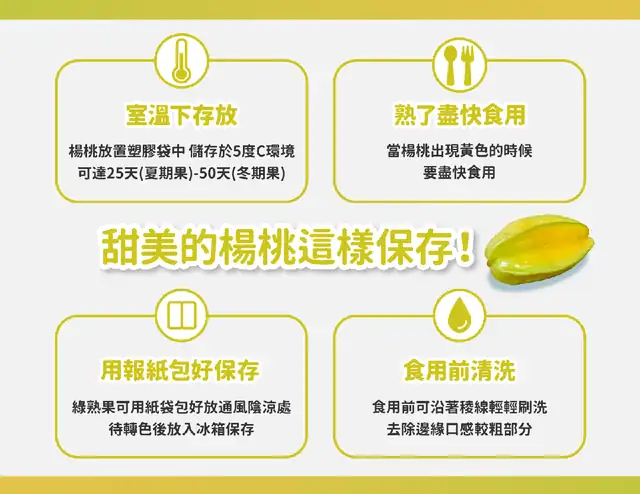 室溫下存放
楊桃放置塑膠袋中 儲存於5度C環境
可達25天(夏期果)-50天(冬期果)
熟了盡快食用
當楊桃出現黃色的時候
要盡快食用
甜美的楊桃這樣保存！
用報紙包好保存
綠熟果可用紙袋包好放通風陰涼處
待轉色後放入冰箱保存
食用前清洗
食用前可沿著稜線輕輕刷洗
去除邊緣口感較粗部分